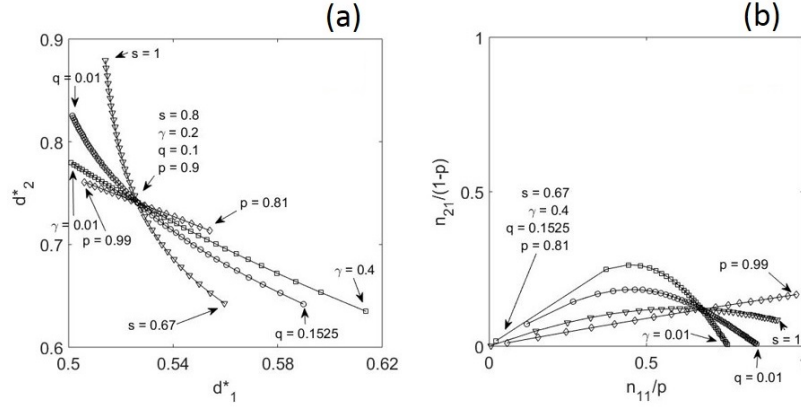 (a)
0.9
0.8
0.7
0.6
d*2
0.5
0.54
0.58
0.62
d*1
s = 1
q = 0.01
s = 0.8
γ = 0.2
q = 0.1
p = 0.9
p = 0.81
γ = 0.01
p = 0.99
γ = 0.4
s = 0.67
q = 0.1525
(b)
1
0.5
0
n21/(1-p)
0
0.5
1
n11/p
s = 0.67
γ = 0.4
q = 0.1525
p = 0.81
p = 0.99
γ = 0.01
s = 1
q = 0.01